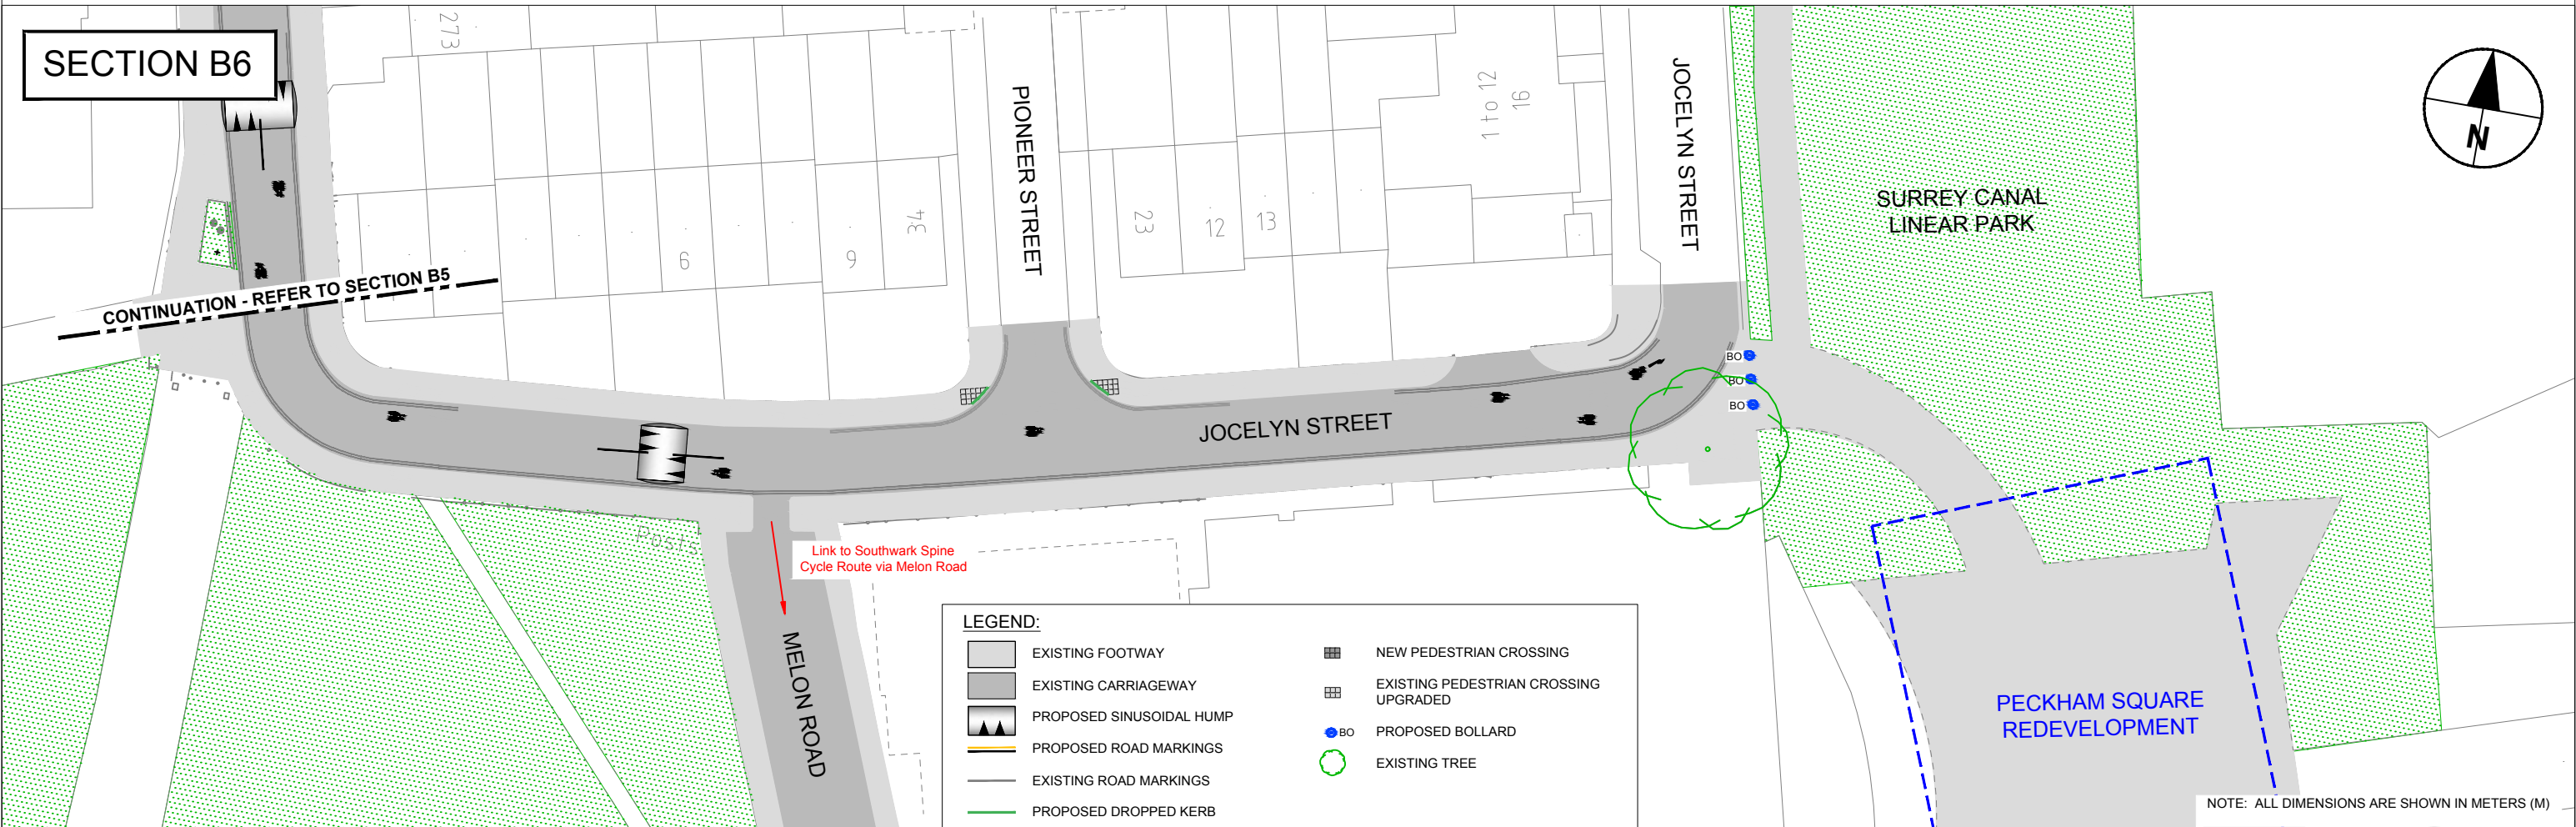 SECTION B6
273
PIONEER STREET
1 to 12
16
JOCELYN STREET
N
SURREY CANAL
LINEAR PARK
34
23
12
13
6
9
CONTINUATION - REFER TO SECTION B5
BO
BO
BO
JOCELYN STREET
Posts
Link to Southwark Spine
Cycle Route via Melon Road
MELON ROAD
LEGEND:
EXISTING FOOTWAY
EXISTING CARRIAGEWAY
PROPOSED SINUSOIDAL HUMP
PROPOSED ROAD MARKINGS
EXISTING ROAD MARKINGS
PROPOSED DROPPED KERB
NEW PEDESTRIAN CROSSING
EXISTING PEDESTRIAN CROSSING
UPGRADED
BO PROPOSED BOLLARD
EXISTING TREE
PECKHAM SQUARE
REDEVELOPMENT
NOTE: ALL DIMENSIONS ARE SHOWN IN METERS (M)